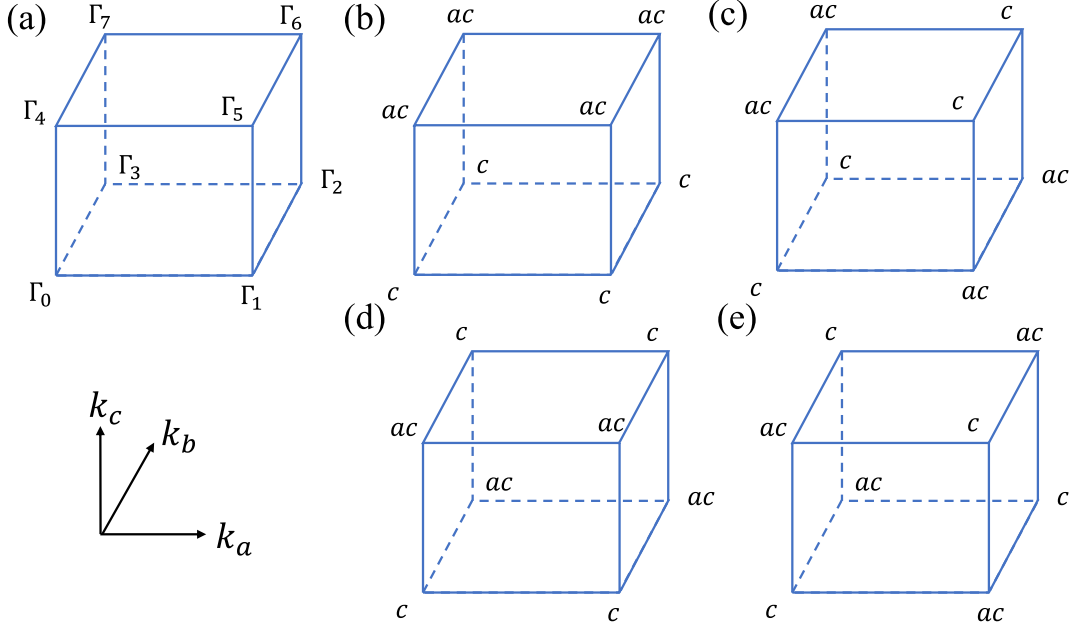 (a) Γ₇ Γ₆
Γ₄ Γ₅
Γ₃ Γ₂
Γ₀ Γ₁
(b) ac ac
ac ac
c c
c c
(c) ac c
ac c
c ac
c ac
k_c
k_b
k_a
(d) c c
ac ac
ac ac
c c
(e) c ac
ac c
ac c
c ac